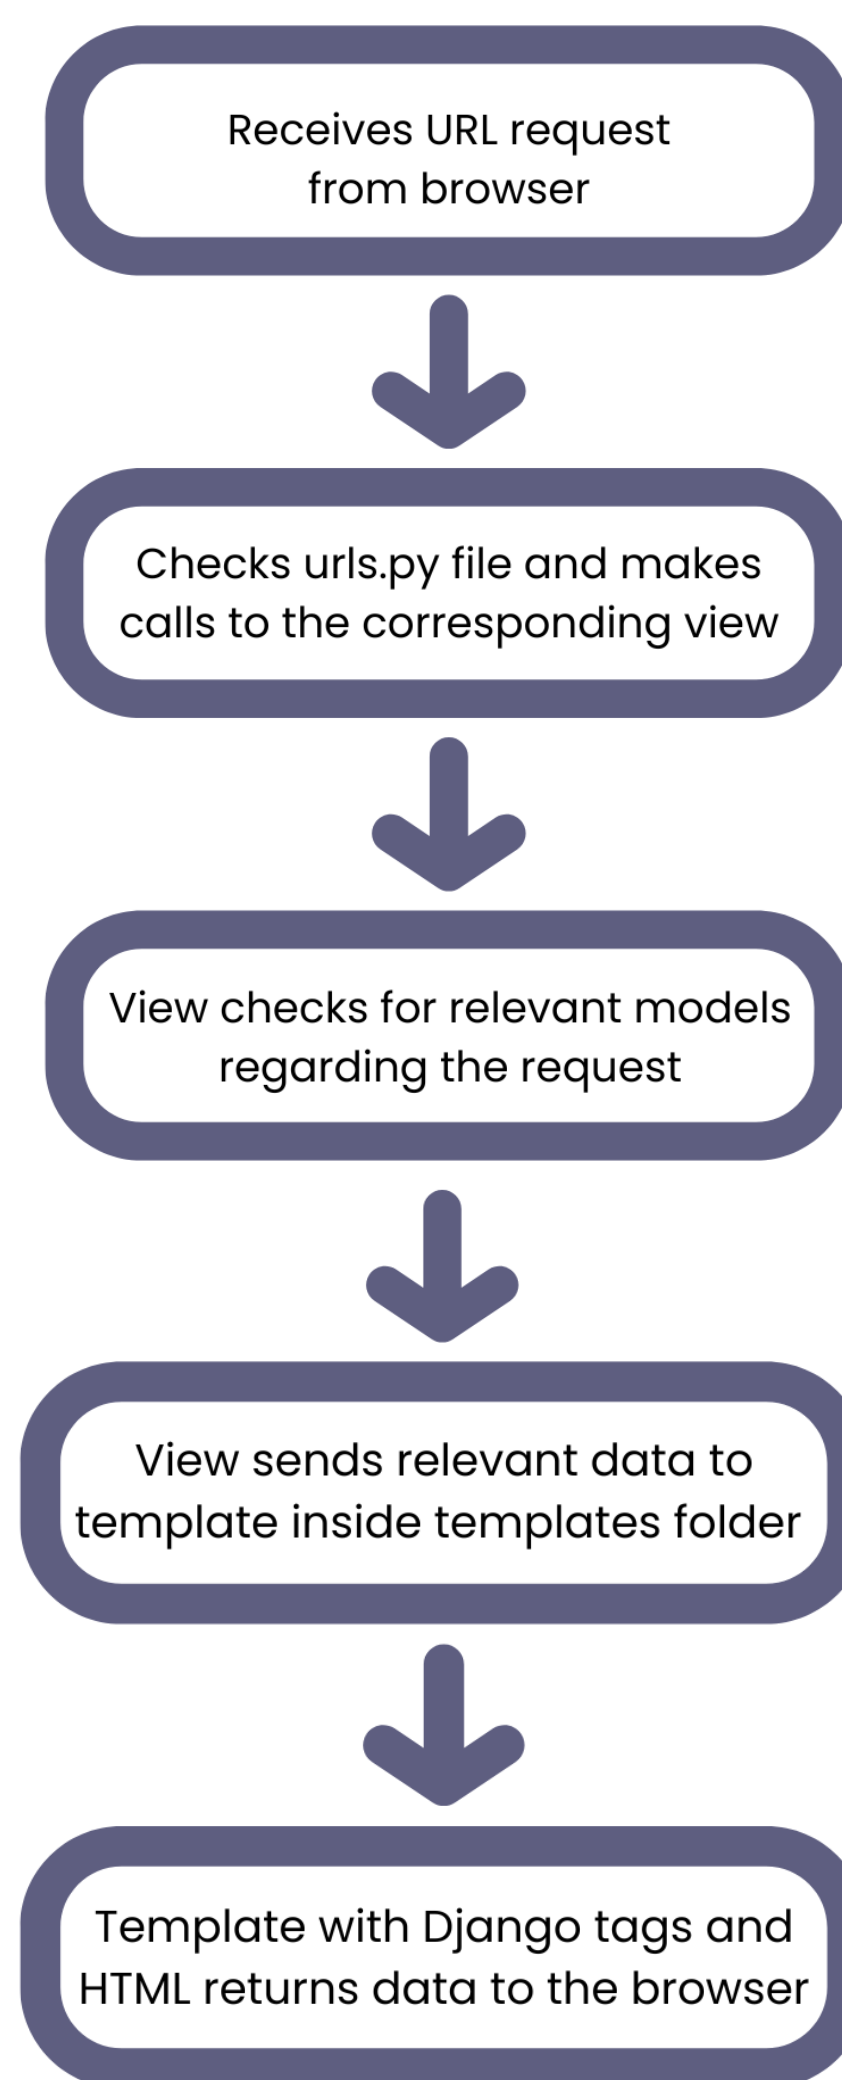 Receives URL request
from browser
Checks urls.py file and makes
calls to the corresponding view
View checks for relevant models
regarding the request
View sends relevant data to
template inside templates folder
Template with Django tags and
HTML returns data to the browser